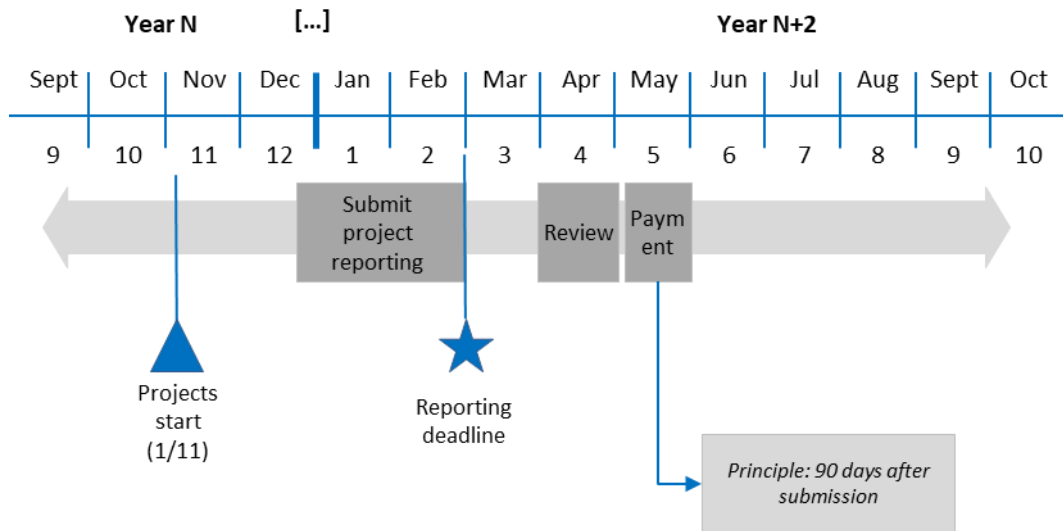 Year N [...] Year N+2
Sept Oct Nov Dec Jan Feb Mar Apr May Jun Jul Aug Sept Oct
9 10 11 12 1 2 3 4 5 6 7 8 9 10
Submit
project
reporting
Review
Paym
ent
Projects
start
(1/11)
Reporting
deadline
Principle: 90 days after
submission